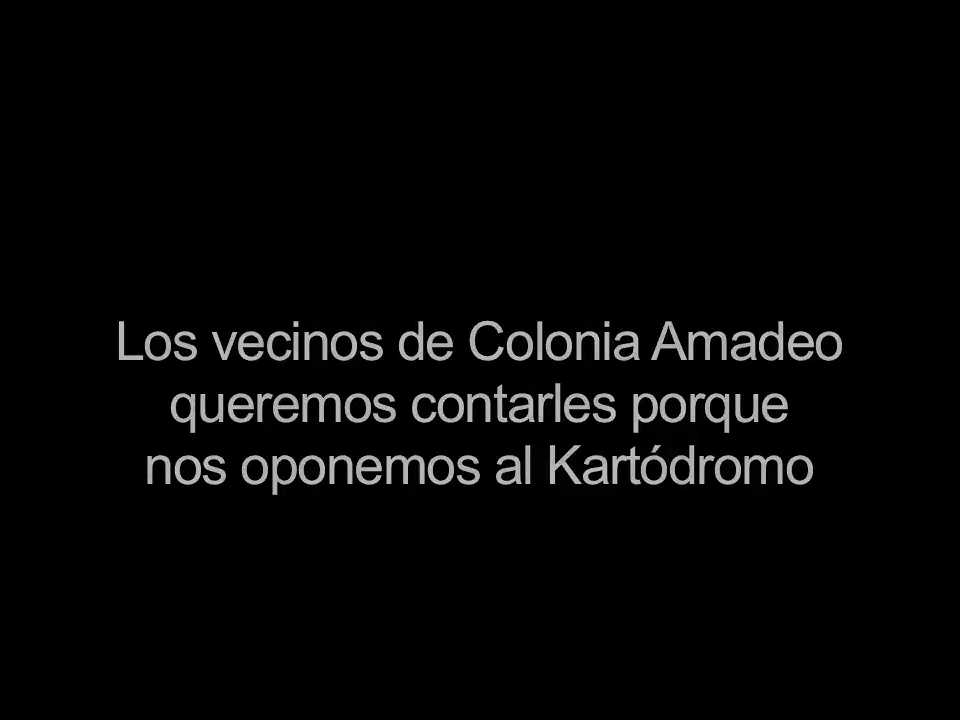 Los vecinos de Colonia Amadeo
queremos contarles porque
nos oponemos al Kartódromo